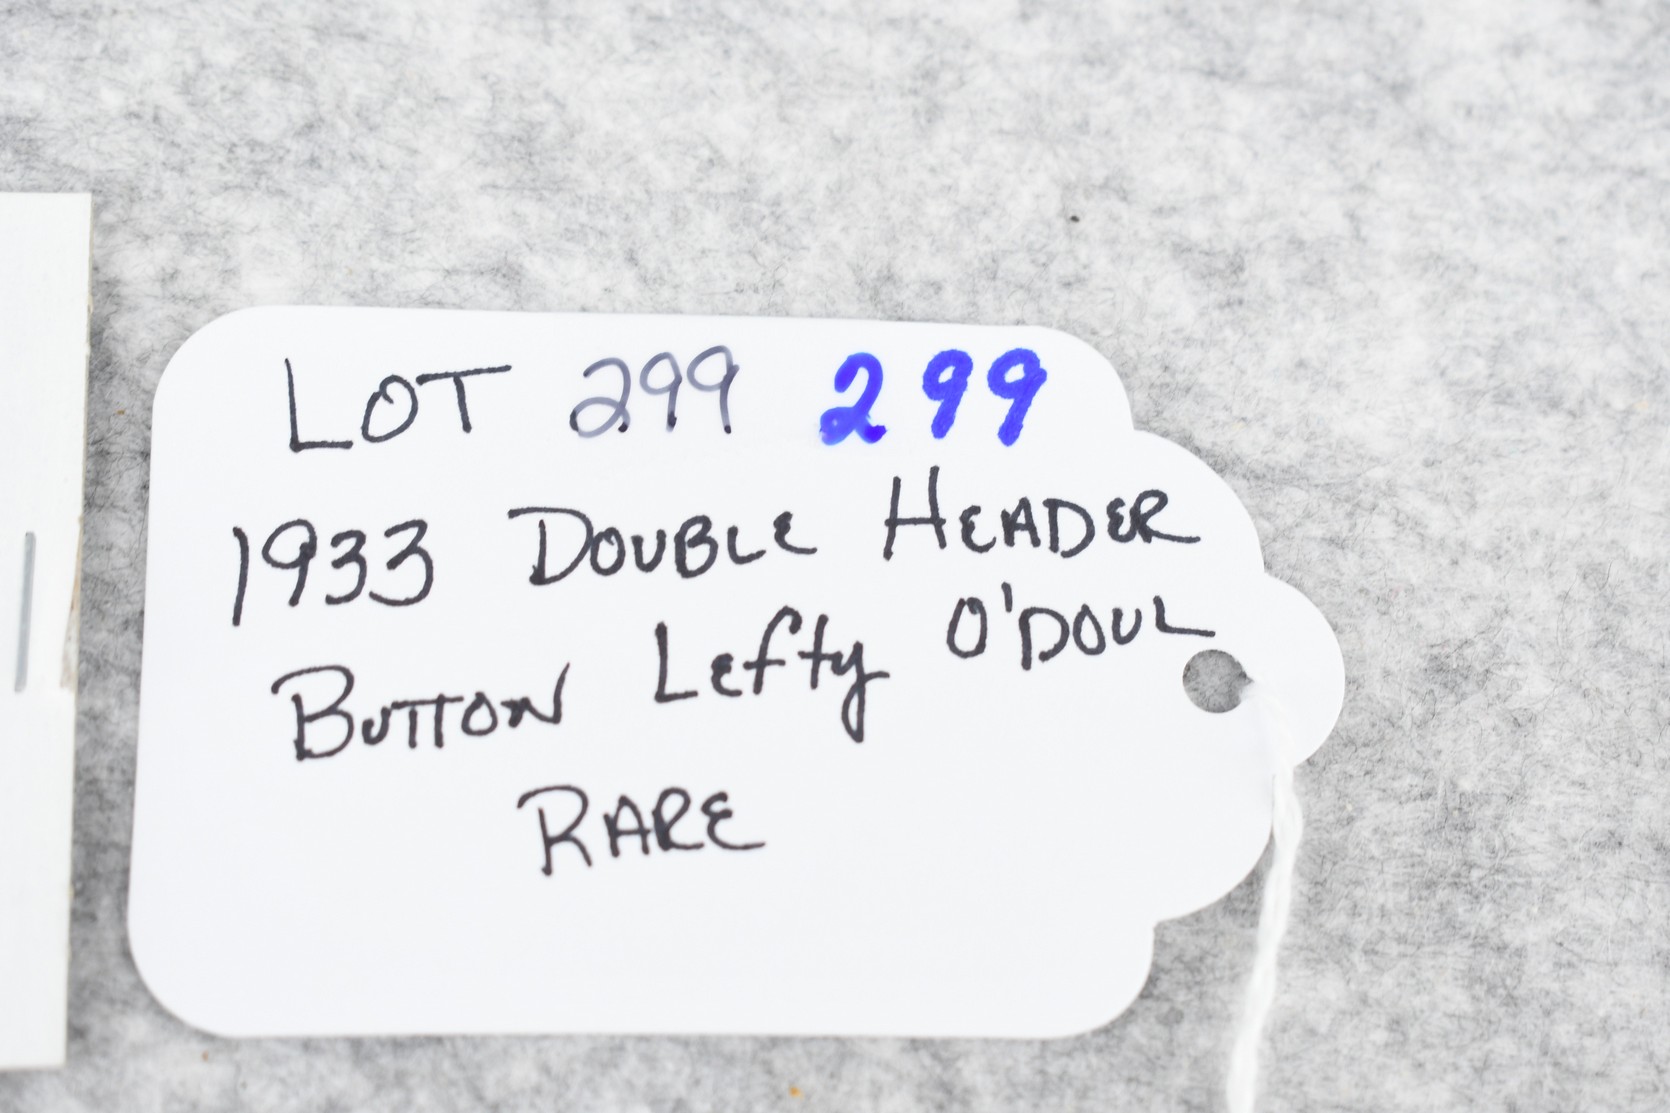 LOT 299 299
1933 DOUBLE HEADER
BUTTON Lefty O'DOUL
RARE